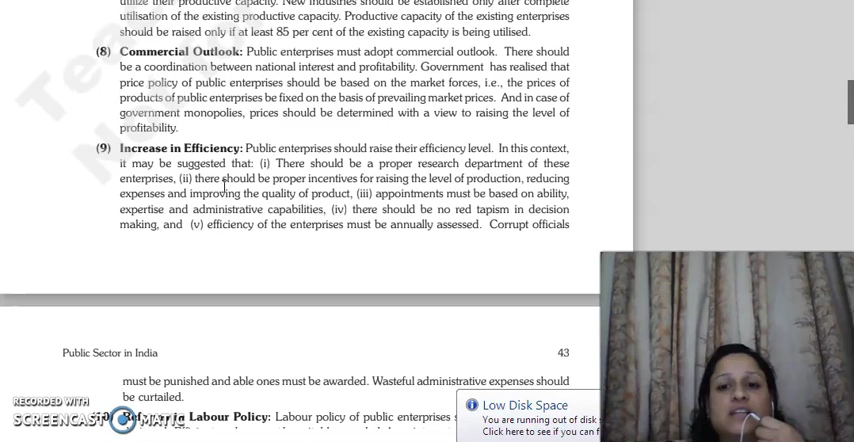 utilize their productive capacity. New industries should be established only after complete
utilisation of the existing productive capacity. Productive capacity of the existing enterprises
should be raised only if at least 85 per cent of the existing capacity is being utilised.
(8) Commercial Outlook: Public enterprises must adopt commercial outlook. There should
be a coordination between national interest and profitability. Government has realised that
price policy of public enterprises should be based on the market forces, i.e., the prices of
products of public enterprises be fixed on the basis of prevailing market prices. And in case of
government monopolies, prices should be determined with a view to raising the level of
profitability.
(9) Increase in Efficiency: Public enterprises should raise their efficiency level. In this context,
it may be suggested that: (i) There should be a proper research department of these
enterprises, (ii) there should be proper incentives for raising the level of production, reducing
expenses and improving the quality of product, (iii) appointments must be based on ability,
expertise and administrative capabilities, (iv) there should be no red tapism in decision
making, and (v) efficiency of the enterprises must be annually assessed. Corrupt officials
Public Sector in India 43
must be punished and able ones must be awarded. Wasteful administrative expenses should
be curtailed.
Labour Policy: Labour policy of public enterprises
RECORDED WITH
SCREENCAST MATIC
Low Disk Space
You are running out of disk
Click here to see if you can